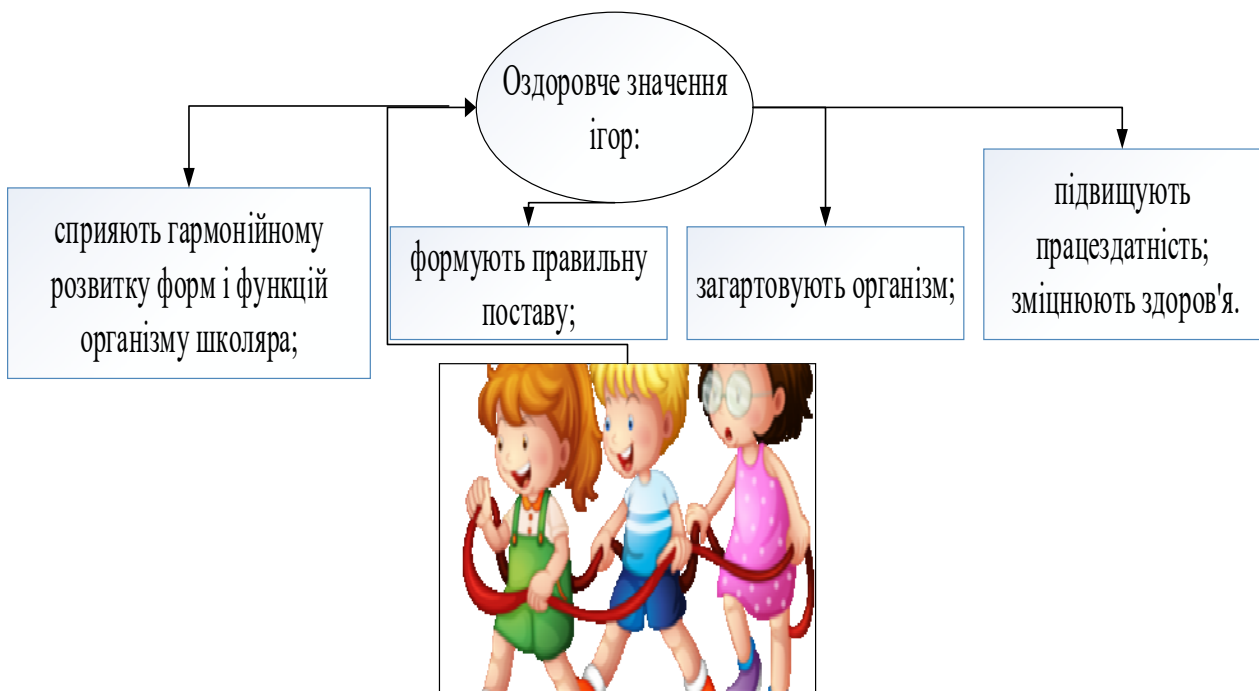 Оздоровче значення
ігор:
сприяють гармонійному
розвитку форм і функцій
організму школяра;
формують правильну
поставу;
загартовують організм;
підвищують
працездатність;
зміцнюють здоров'я.